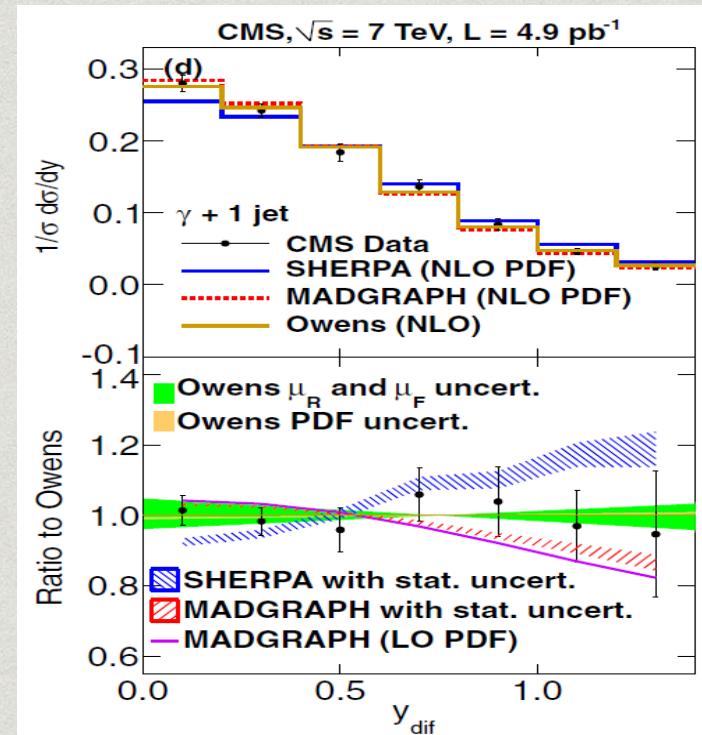 CMS, √s = 7 TeV, L = 4.9 pb⁻¹
(d)
0.3
0.2
0.1
0.0
-0.1
1/σ dσ/dy
γ + 1 jet
CMS Data
SHERPA (NLO PDF)
MADGRAPH (NLO PDF)
Owens (NLO)
1.4
1.2
1.0
0.8
0.6
Ratio to Owens
Owens μ_R and μ_F uncert.
Owens PDF uncert.
SHERPA with stat. uncert.
MADGRAPH with stat. uncert.
MADGRAPH (LO PDF)
0.0 0.5 1.0
y_dif